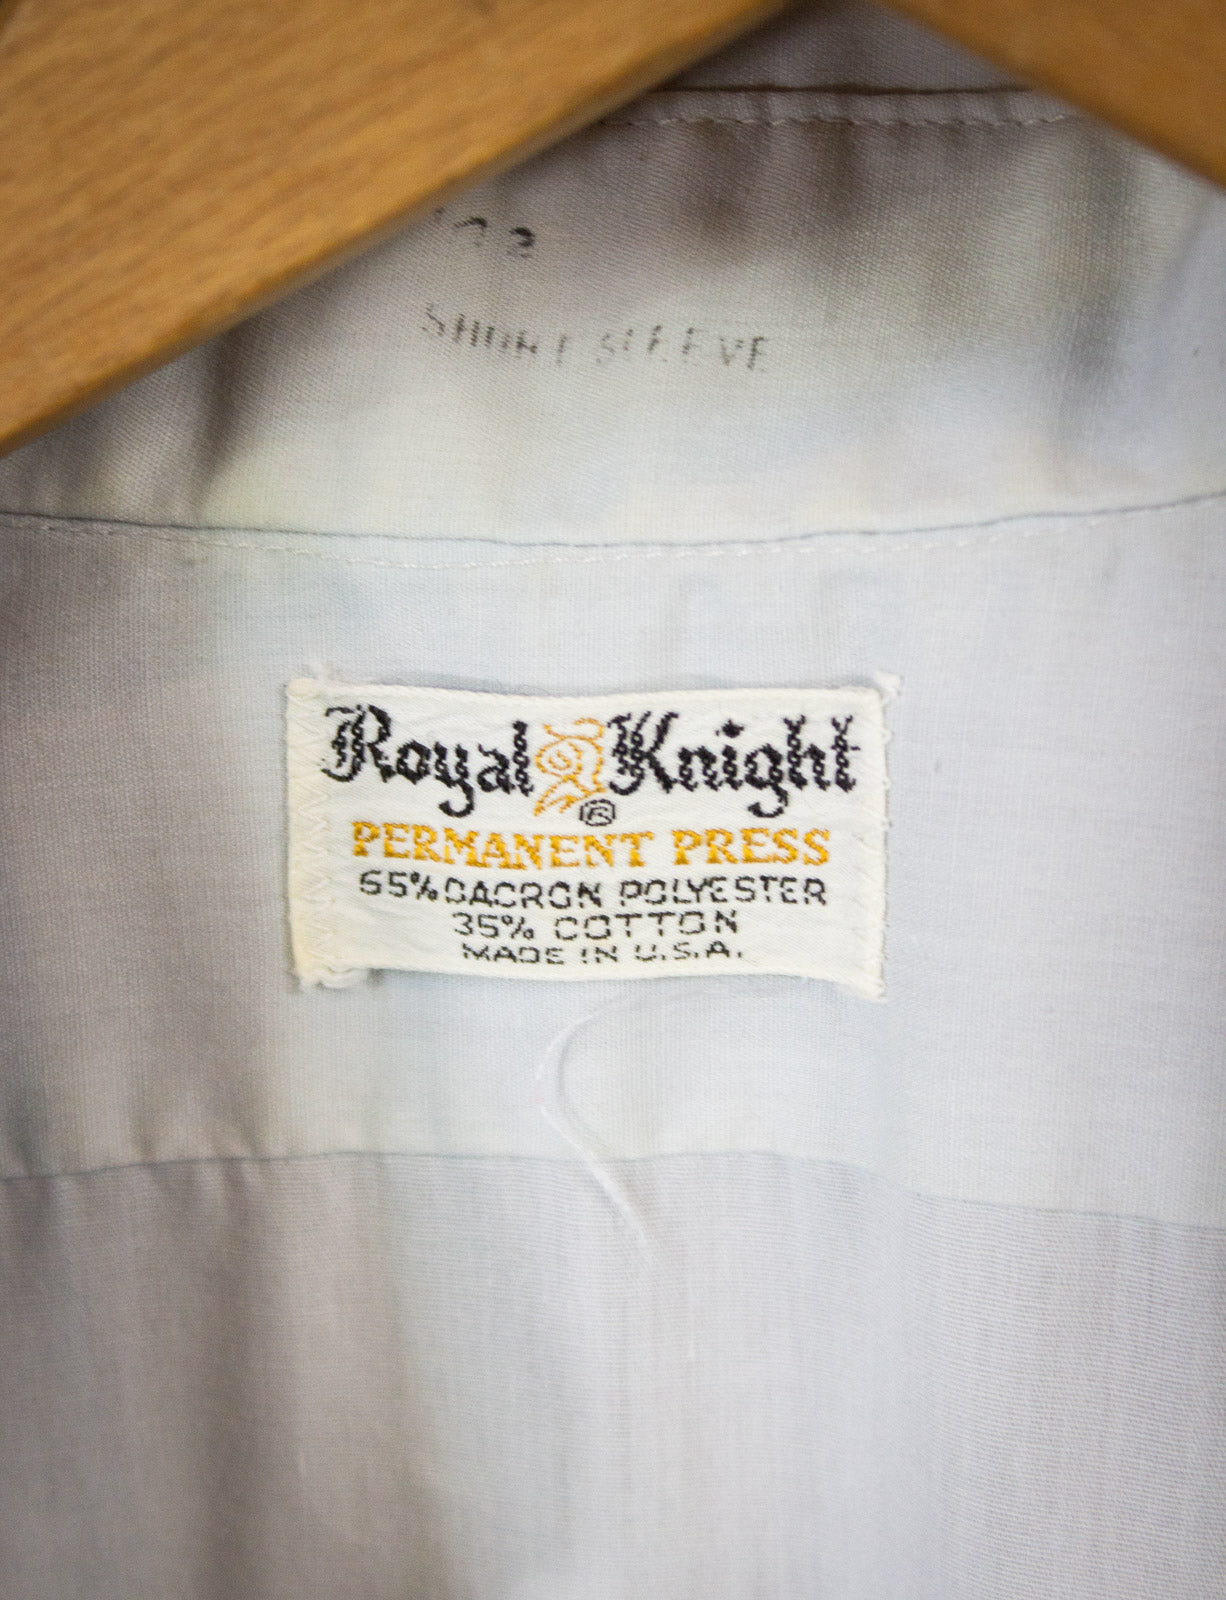 SHORT SLEEVE
Royal Knight
®
PERMANENT PRESS
65% DACRON POLYESTER
35% COTTON
MADE IN U.S.A.